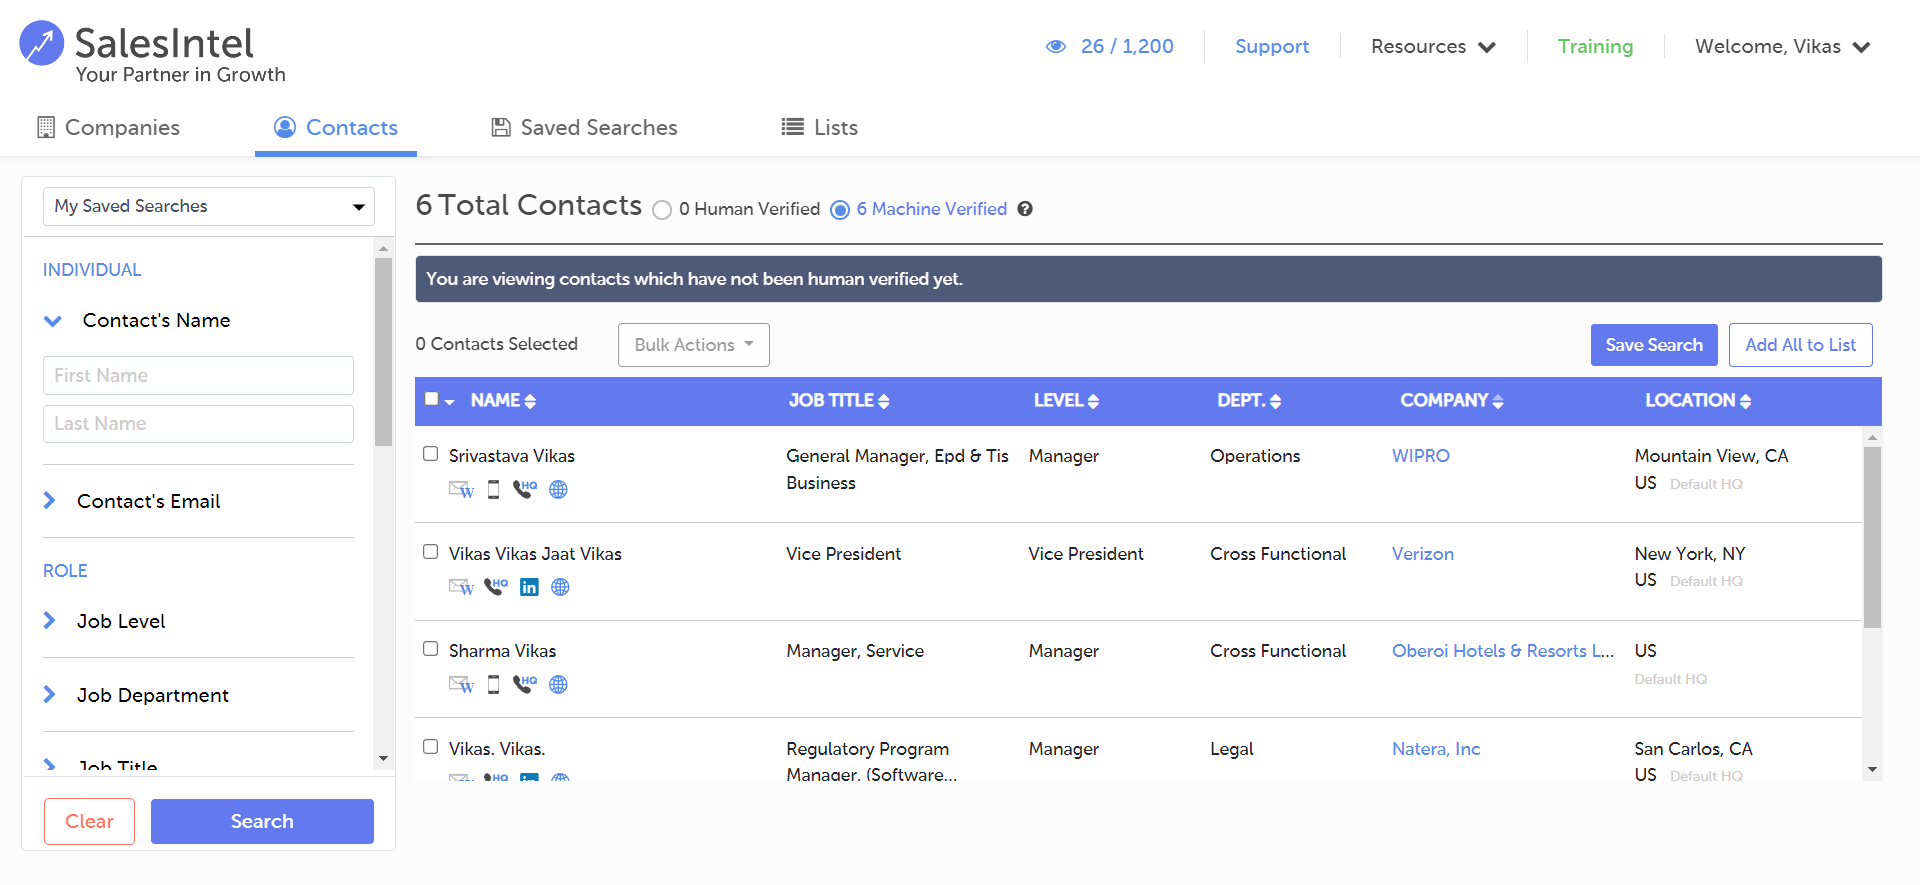 SalesIntel
Your Partner in Growth
26 / 1,200
Support
Resources
Training
Welcome, Vikas
Companies
Contacts
Saved Searches
Lists
My Saved Searches
INDIVIDUAL
Contact's Name
First Name
Last Name
Contact's Email
ROLE
Job Level
Job Department
Job Title
Clear
Search
6 Total Contacts
0 Human Verified
6 Machine Verified
You are viewing contacts which have not been human verified yet.
0 Contacts Selected
Bulk Actions
Save Search
Add All to List
NAME JOB TITLE LEVEL DEPT. COMPANY LOCATION
Srivastava Vikas General Manager, Epd & Tis Manager Operations WIPRO Mountain View, CA
Business US Default HQ
W HQ
Vikas Vikas Jaat Vikas Vice President Vice President Cross Functional Verizon New York, NY
US Default HQ
W HQ in
Sharma Vikas Manager, Service Manager Cross Functional Oberoi Hotels & Resorts L... US
Default HQ
W HQ
Vikas. Vikas. Regulatory Program Manager Legal Natera, Inc San Carlos, CA
Manager, (Software... US Default HQ
W HQ in